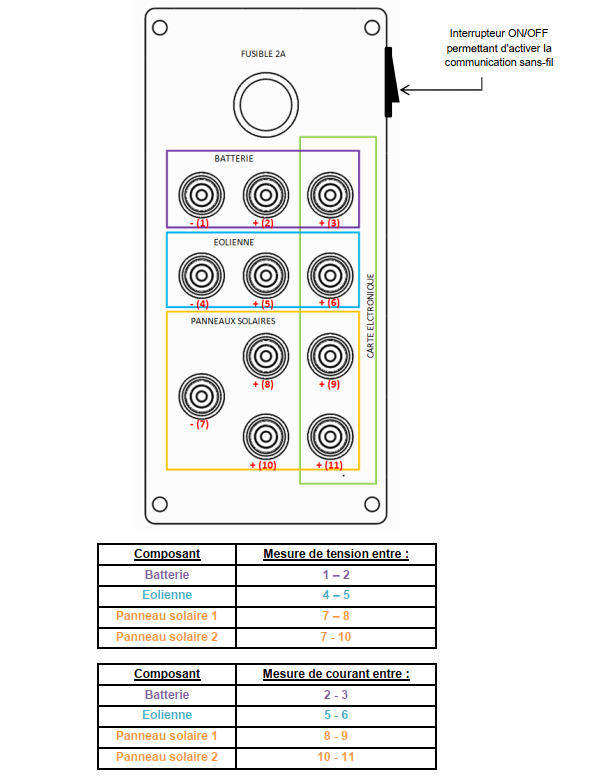 Interrupteur ON/OFF
permettant d'activer la
communication sans-fil
FUSIBLE 2A
BATTERIE
- (1) + (2) + (3)
EOLIENNE
- (4) + (5) + (6)
CARTE ELCTRONIQUE
PANNEAUX SOLAIRES
+ (8) + (9)
- (7)
+ (10) + (11)
Composant Mesure de tension entre :
Batterie 1 – 2
Eolienne 4 – 5
Panneau solaire 1 7 – 8
Panneau solaire 2 7 - 10
Composant Mesure de courant entre :
Batterie 2 - 3
Eolienne 5 - 6
Panneau solaire 1 8 - 9
Panneau solaire 2 10 - 11